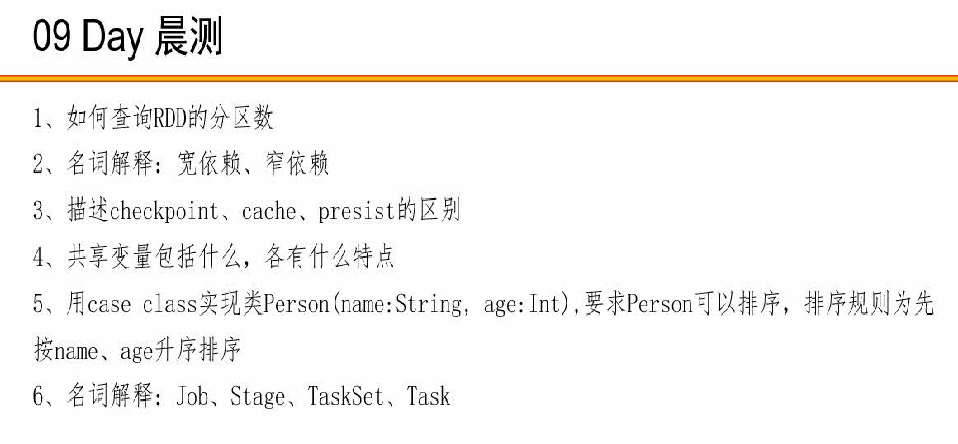 09 Day 晨测
1、如何查询RDD的分区数
2、名词解释：宽依赖、窄依赖
3、描述checkpoint、cache、presist的区别
4、共享变量包括什么，各有什么特点
5、用case class实现类Person(name:String, age:Int),要求Person可以排序，排序规则为先
按name、age升序排序
6、名词解释：Job、Stage、TaskSet、Task